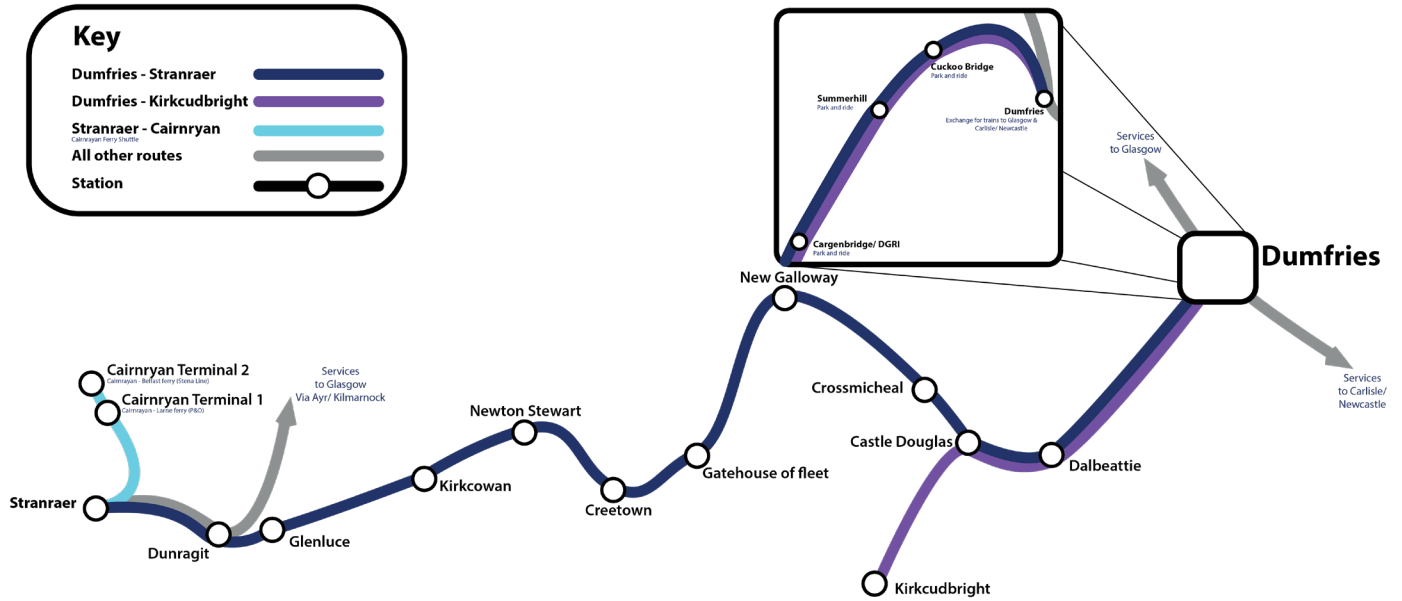 Key
Dumfries - Stranraer
Dumfries - Kirkcudbright
Stranraer - Cairnryan
Cairnrayan Ferry Shuttle
All other routes
Station
Cuckoo Bridge
Park and ride
Summerhill
Park and ride
Dumfries
Exchange for trains to Glasgow &
Carlisle/ Newcastle
Cargenbridge/ DGRI
Park and ride
Services
to Glasgow
Dumfries
Services
to Carlisle/
Newcastle
New Galloway
Crossmicheal
Castle Douglas
Dalbeattie
Kirkcudbright
Gatehouse of fleet
Creetown
Newton Stewart
Kirkcowan
Glenluce
Dunragit
Services
to Glasgow
Via Ayr/ Kilmarnock
Cairnryan Terminal 2
Cairnrayan - Belfast ferry (Stena Line)
Cairnryan Terminal 1
Cairnrayan - Larne ferry (P&O)
Stranraer